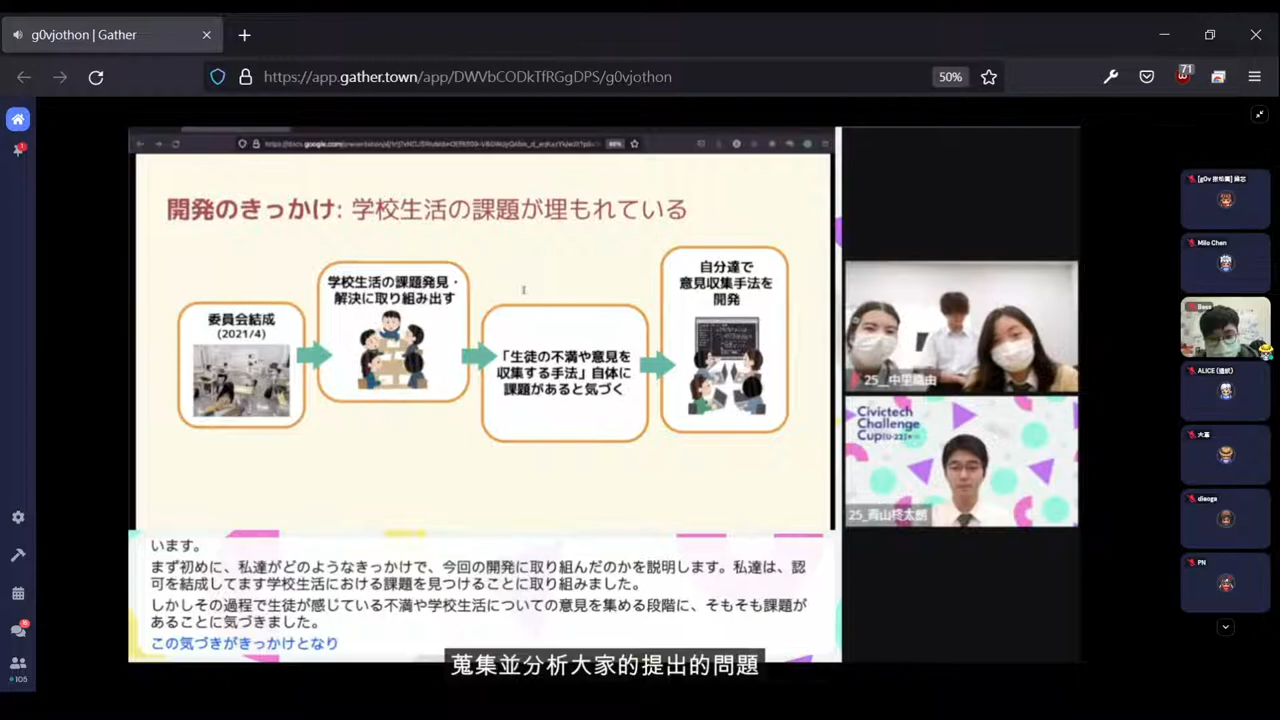 g0vjothon | Gather
https://app.gather.town/app/DWVbCODkTfRGgDPS/g0vjothon
50%
71
開発のきっかけ: 学校生活の課題が埋もれている
委員会結成
(2021/4)
学校生活の課題発見・
解決に取り組み出す
「生徒の不満や意見を
収集する手法」自体に
課題があると気づく
自分達で
意見収集手法を
開発
25__中里織由
Civictech
Challenge
Cup
25_青山柊太朗
います。
まず初めに、私達がどのようなきっかけで、今回の開発に取り組んだのかを説明します。私達は、認
可を結成してます学校生活における課題を見つけることに取り組みました。
しかしその過程で生徒が感じている不満や学校生活についての意見を集める段階に、そもそも課題が
あることに気づきました。
この気づきがきっかけとなり
蒐集並分析大家的提出的問題
Milo Chen
Bess
ALICE
diaoge
PN
105